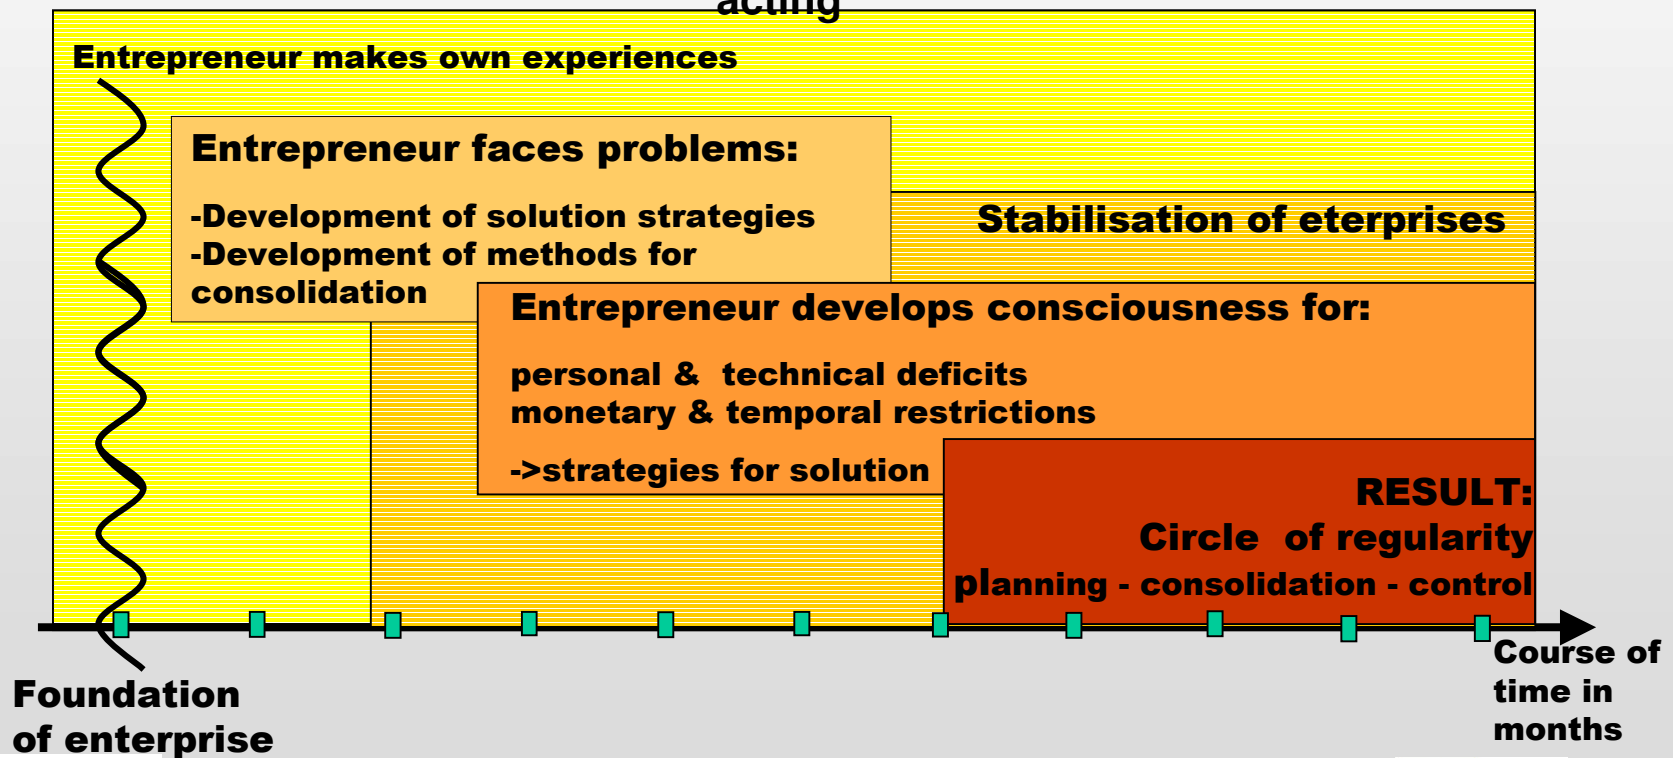 acting
Entrepreneur makes own experiences
Entrepreneur faces problems:
-Development of solution strategies
-Development of methods for
consolidation
Stabilisation of eterprises
Entrepreneur develops consciousness for:
personal &  technical deficits
monetary & temporal restrictions
->strategies for solution
RESULT:
Circle  of regularity
planning - consolidation - control
Course of
time in
months
Foundation
of enterprise